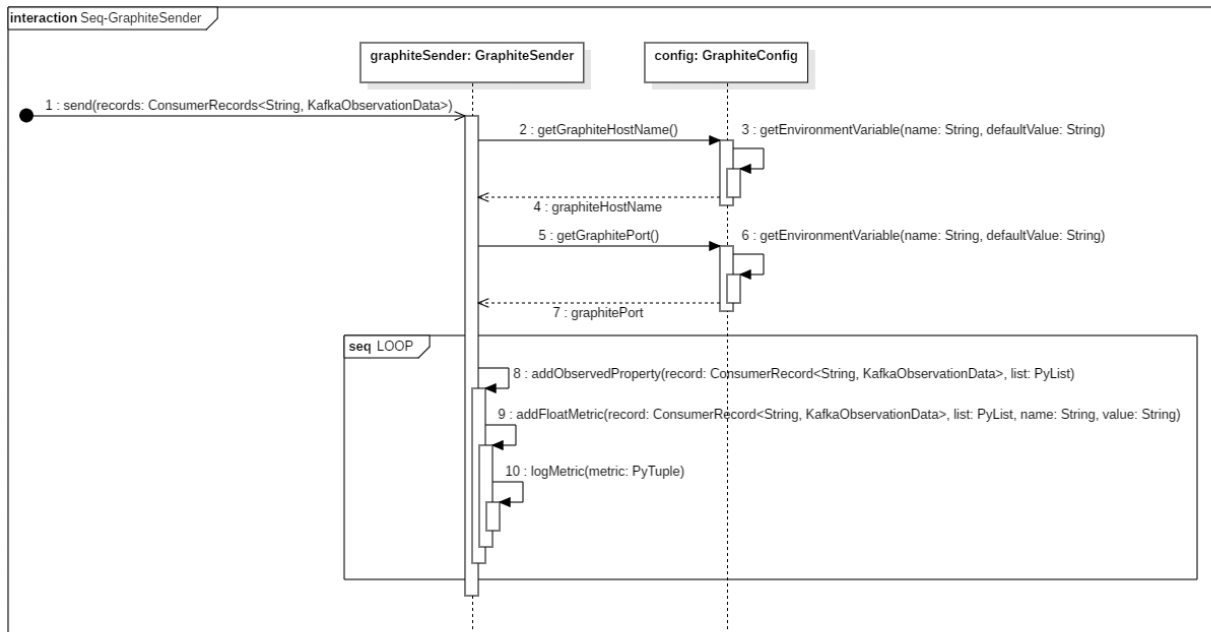 interaction Seq-GraphiteSender
graphiteSender: GraphiteSender
config: GraphiteConfig
1 : send(records: ConsumerRecords<String, KafkaObservationData>)
2 : getGraphiteHostName()
3 : getEnvironmentVariable(name: String, defaultValue: String)
4 : graphiteHostName
5 : getGraphitePort()
6 : getEnvironmentVariable(name: String, defaultValue: String)
7 : graphitePort
seq LOOP
8 : addObservedProperty(record: ConsumerRecord<String, KafkaObservationData>, list: PyList)
9 : addFloatMetric(record: ConsumerRecord<String, KafkaObservationData>, list: PyList, name: String, value: String)
10 : logMetric(metric: PyTuple)